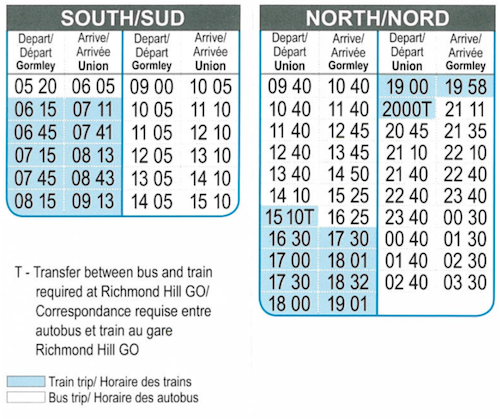 SOUTH/SUD
Depart/ Arrive/ Depart/ Arrive/
Départ Arrivée Départ Arrivée
Gormley Union Gormley Union
05 20 06 05 09 00 10 05
06 15 07 11 10 05 11 10
06 45 07 41 11 05 12 10
07 15 08 13 12 05 13 10
07 45 08 43 13 05 14 10
08 15 09 13 14 05 15 10
T - Transfer between bus and train
required at Richmond Hill GO/
Correspondance requise entre
autobus et train au gare
Richmond Hill GO
Train trip/ Horaire des trains
Bus trip/ Horaire des autobus
NORTH/NORD
Depart/ Arrive/ Depart/ Arrive/
Départ Arrivée Départ Arrivée
Union Gormley Union Gormley
09 40 10 40 19 00 19 58
10 40 11 40 2000T 21 11
11 40 12 40 20 45 21 35
12 40 13 45 21 10 22 10
13 40 14 50 21 40 22 40
14 10 15 25 22 40 23 40
15 10T 16 25 23 40 00 30
16 30 17 30 00 40 01 30
17 00 18 01 01 40 02 30
17 30 18 32 02 40 03 30
18 00 19 01